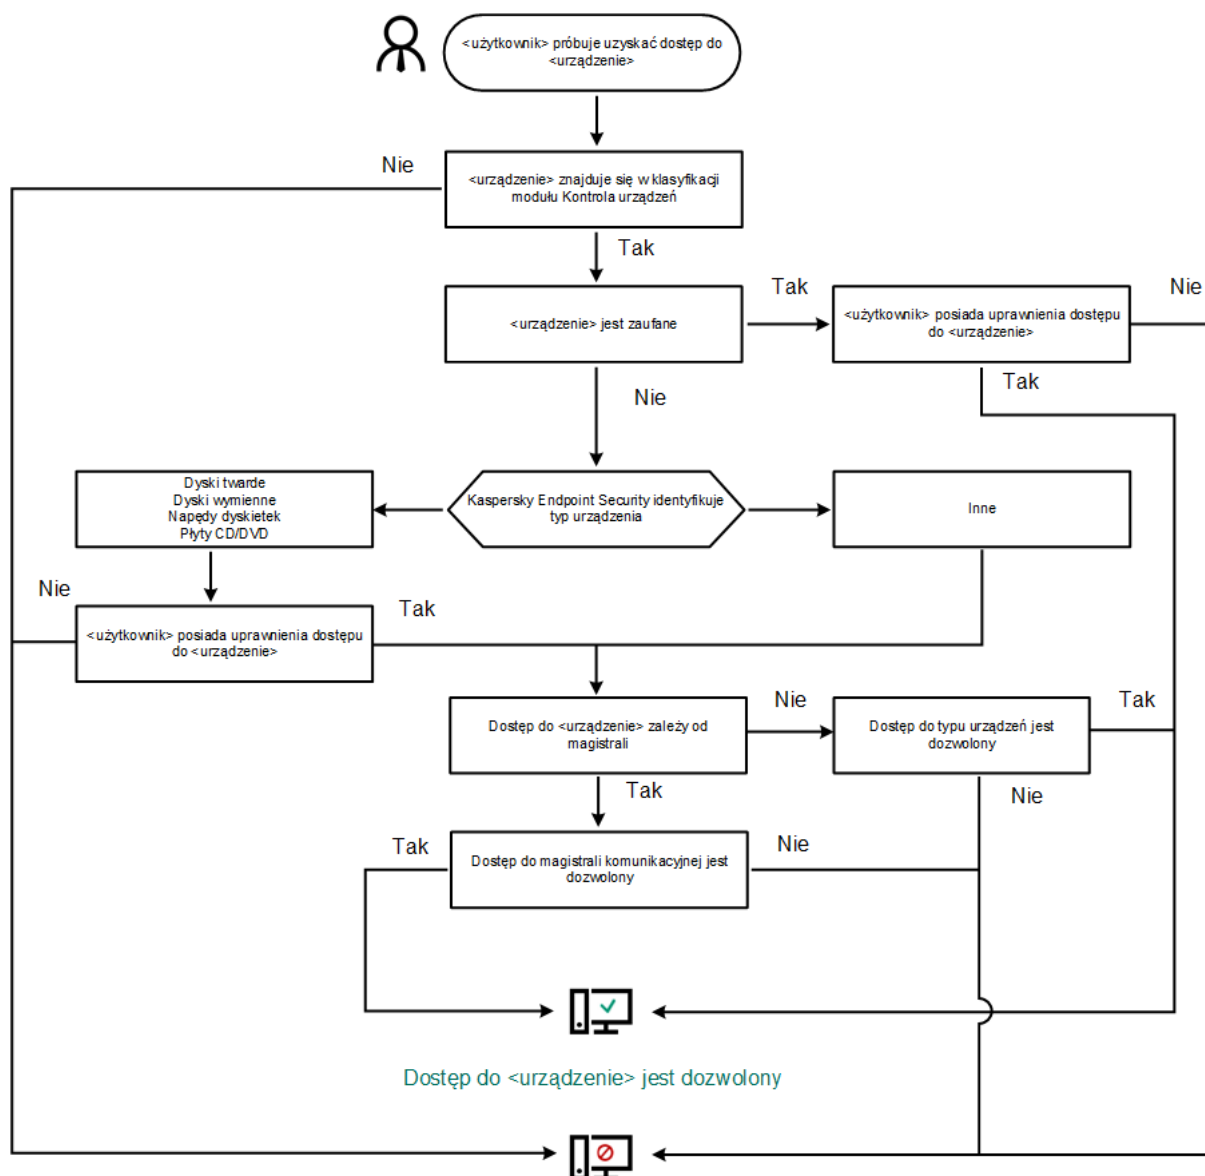 <użytkownik> próbuje uzyskać dostęp do
<urządzenie>
Nie
<urządzenie> znajduje się w klasyfikacji
modułu Kontrola urządzeń
Tak
<urządzenie> jest zaufane
Tak
<użytkownik> posiada uprawnienia dostępu
do <urządzenie>
Nie
Tak
Nie
Dyski twarde
Dyski wymienne
Napędy dyskietek
Płyty CD/DVD
Kaspersky Endpoint Security identyfikuje
typ urządzenia
Inne
Nie
<użytkownik> posiada uprawnienia dostępu
do <urządzenie>
Tak
Dostęp do <urządzenie> zależy od
magistrali
Nie
Dostęp do typu urządzeń jest
dozwolony
Tak
Tak
Nie
Tak
Dostęp do magistrali komunikacyjnej jest
dozwolony
Nie
Dostęp do <urządzenie> jest dozwolony